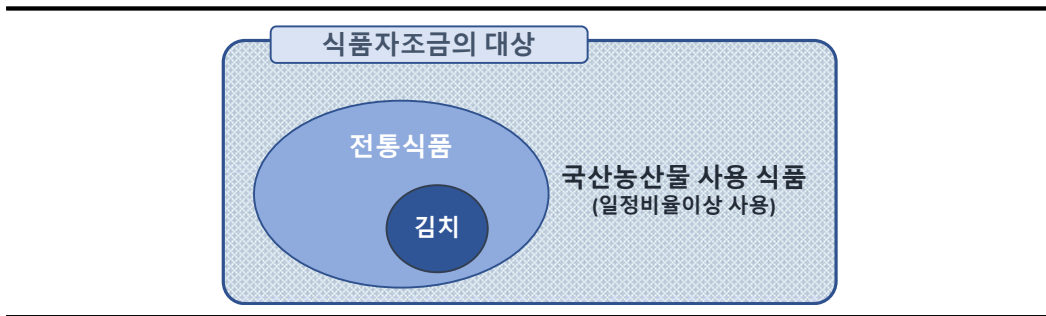 식품자조금의 대상
전통식품
국산농산물 사용 식품
(일정비율이상 사용)
김치